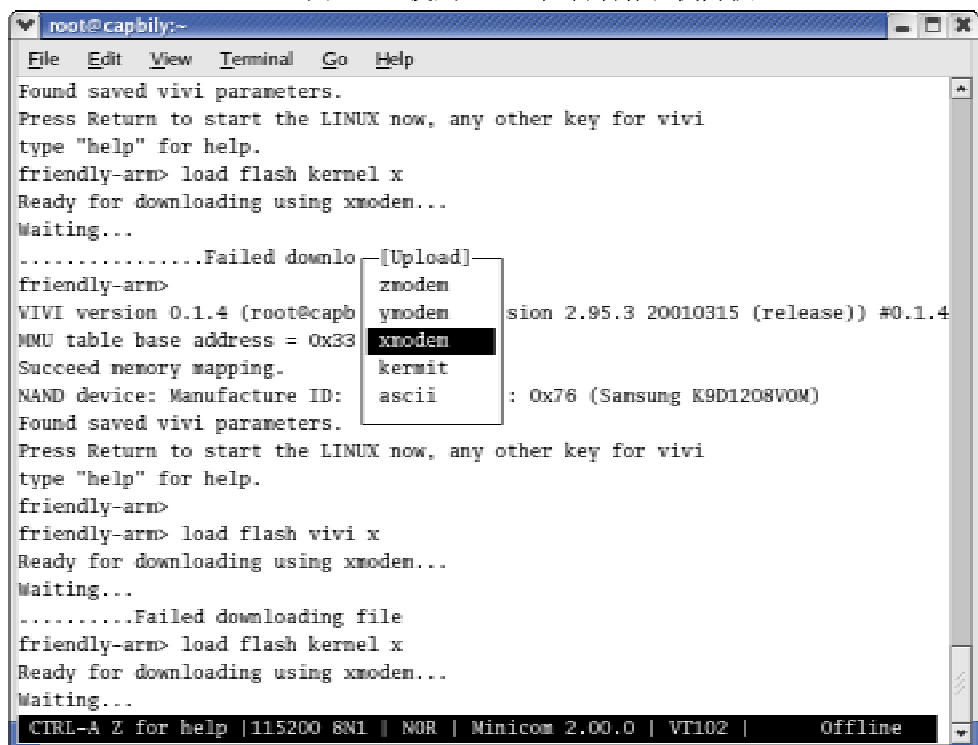 root@capbily:~
File Edit View Terminal Go Help
Found saved vivi parameters.
Press Return to start the LINUX now, any other key for vivi
type "help" for help.
friendly-arm> load flash kernel x
Ready for downloading using xmodem...
Waiting...
................Failed downlo
friendly-arm>
VIVI version 0.1.4 (root@capb sion 2.95.3 20010315 (release)) #0.1.4
MMU table base address = 0x33
Succeed memory mapping.
NAND device: Manufacture ID: : 0x76 (Samsung K9D1208V0M)
[Upload]
zmodem
ymodem
xmodem
kermit
ascii
Found saved vivi parameters.
Press Return to start the LINUX now, any other key for vivi
type "help" for help.
friendly-arm>
friendly-arm> load flash vivi x
Ready for downloading using xmodem...
Waiting...
..........Failed downloading file
friendly-arm> load flash kernel x
Ready for downloading using xmodem...
Waiting...
CTRL-A Z for help |115200 8N1 | NOR | Minicom 2.00.0 | VT102 | Offline